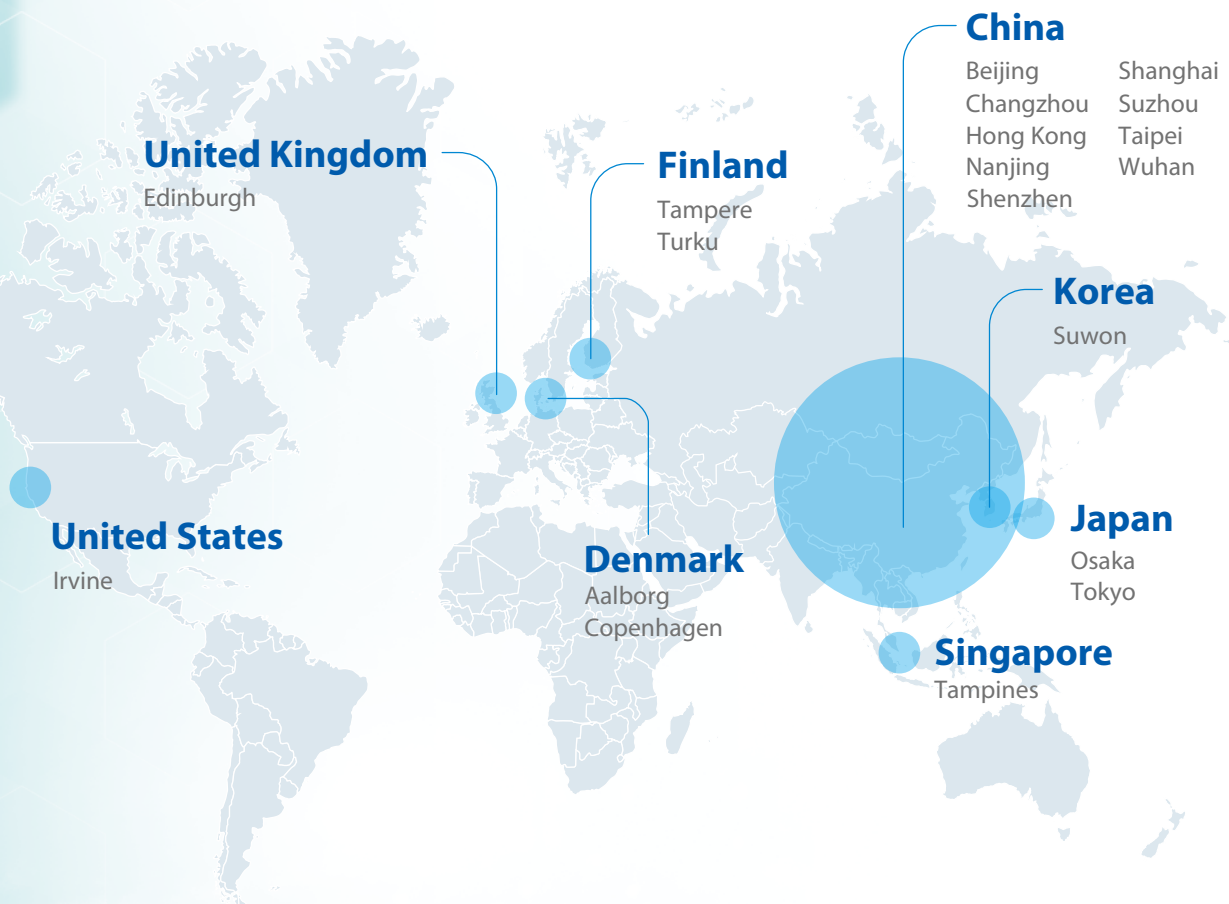 China
Beijing
Changzhou
Hong Kong
Nanjing
Shenzhen
Shanghai
Suzhou
Taipei
Wuhan
United Kingdom
Edinburgh
Finland
Tampere
Turku
Korea
Suwon
United States
Irvine
Denmark
Aalborg
Copenhagen
Japan
Osaka
Tokyo
Singapore
Tampines